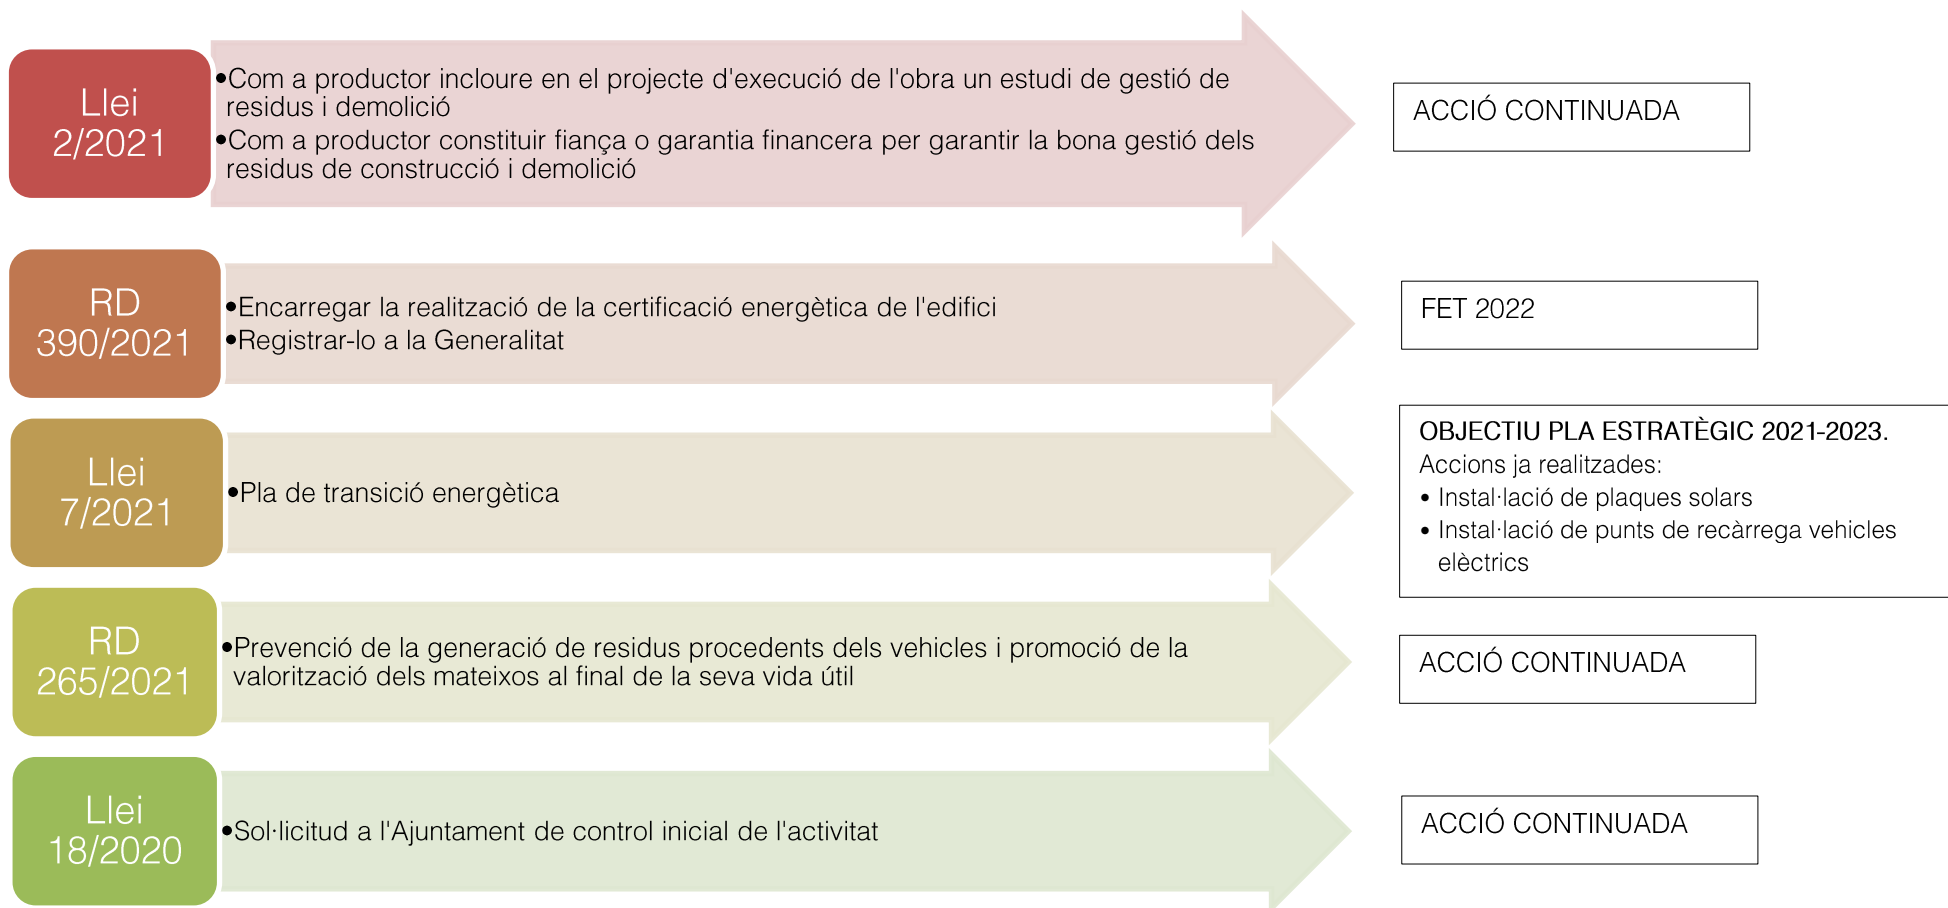 Llei
2/2021
•Com a productor incloure en el projecte d'execució de l'obra un estudi de gestió de
residus i demolició
•Com a productor constituir fiança o garantia financera per garantir la bona gestió dels
residus de construcció i demolició
ACCIÓ CONTINUADA
RD
390/2021
•Encarregar la realització de la certificació energètica de l'edifici
•Registrar-lo a la Generalitat
FET 2022
Llei
7/2021
•Pla de transició energètica
OBJECTIU PLA ESTRATÈGIC 2021-2023.
Accions ja realitzades:
• Instal·lació de plaques solars
• Instal·lació de punts de recàrrega vehicles
elèctrics
RD
265/2021
•Prevenció de la generació de residus procedents dels vehicles i promoció de la
valorització dels mateixos al final de la seva vida útil
ACCIÓ CONTINUADA
Llei
18/2020
•Sol·licitud a l'Ajuntament de control inicial de l'activitat
ACCIÓ CONTINUADA